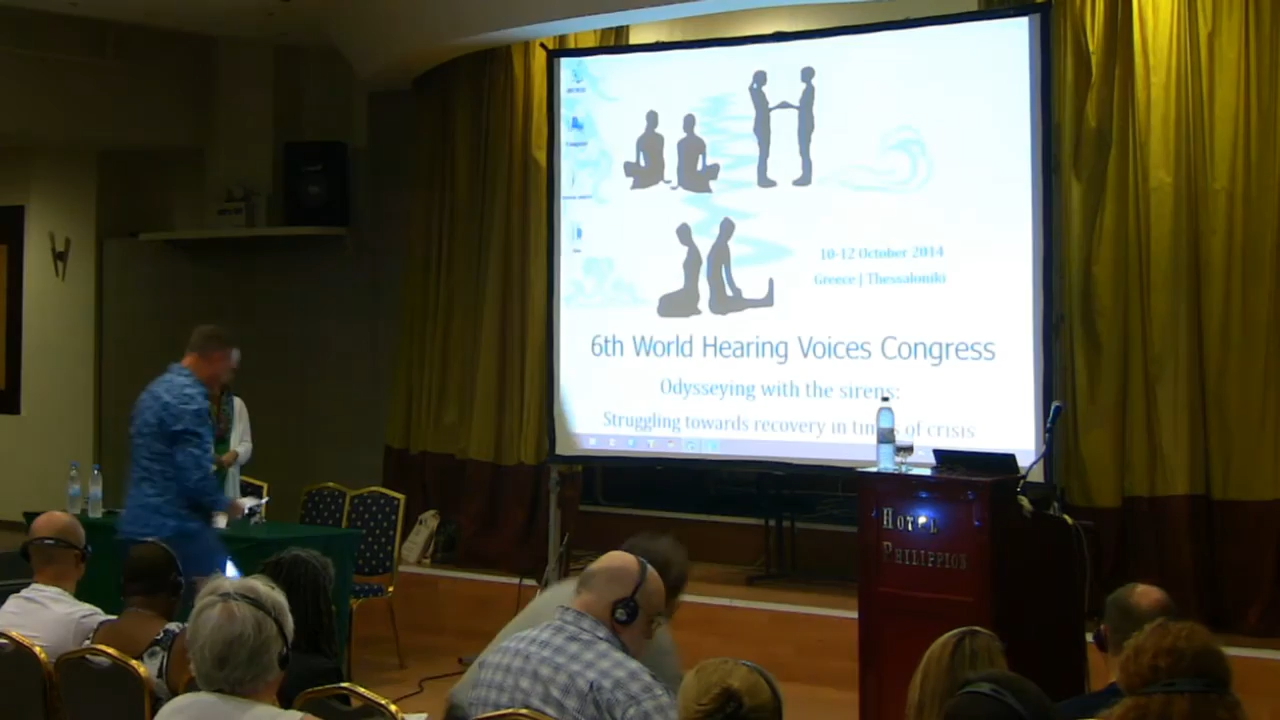 10-12 October 2014
Greece | Thessaloniki
6th World Hearing Voices Congress
Odysseying with the sirens:
Struggling towards recovery in times of crisis
HOTEL
PHILIPPION